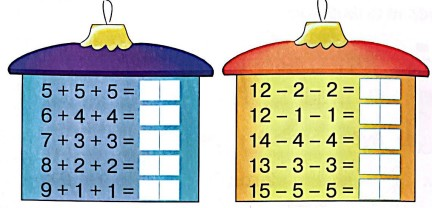 5 + 5 + 5 =
6 + 4 + 4 =
7 + 3 + 3 =
8 + 2 + 2 =
9 + 1 + 1 =
12 – 2 – 2 =
12 – 1 – 1 =
14 – 4 – 4 =
13 – 3 – 3 =
15 – 5 – 5 =